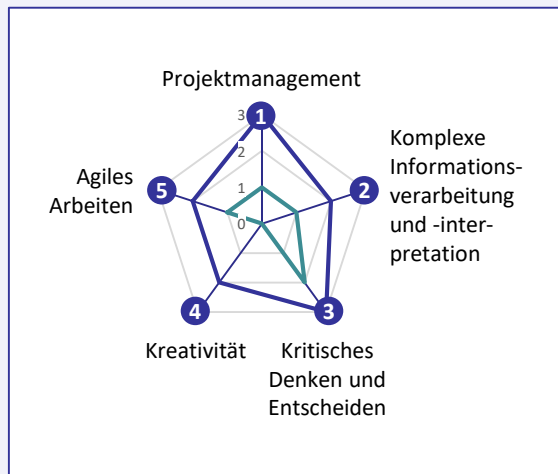 Projektmanagement
3
2
1
0
1
2
3
4
5
Komplexe
Informations-
verarbeitung
und -inter-
pretation
Kritisches
Denken und
Entscheiden
Kreativität
Agiles
Arbeiten